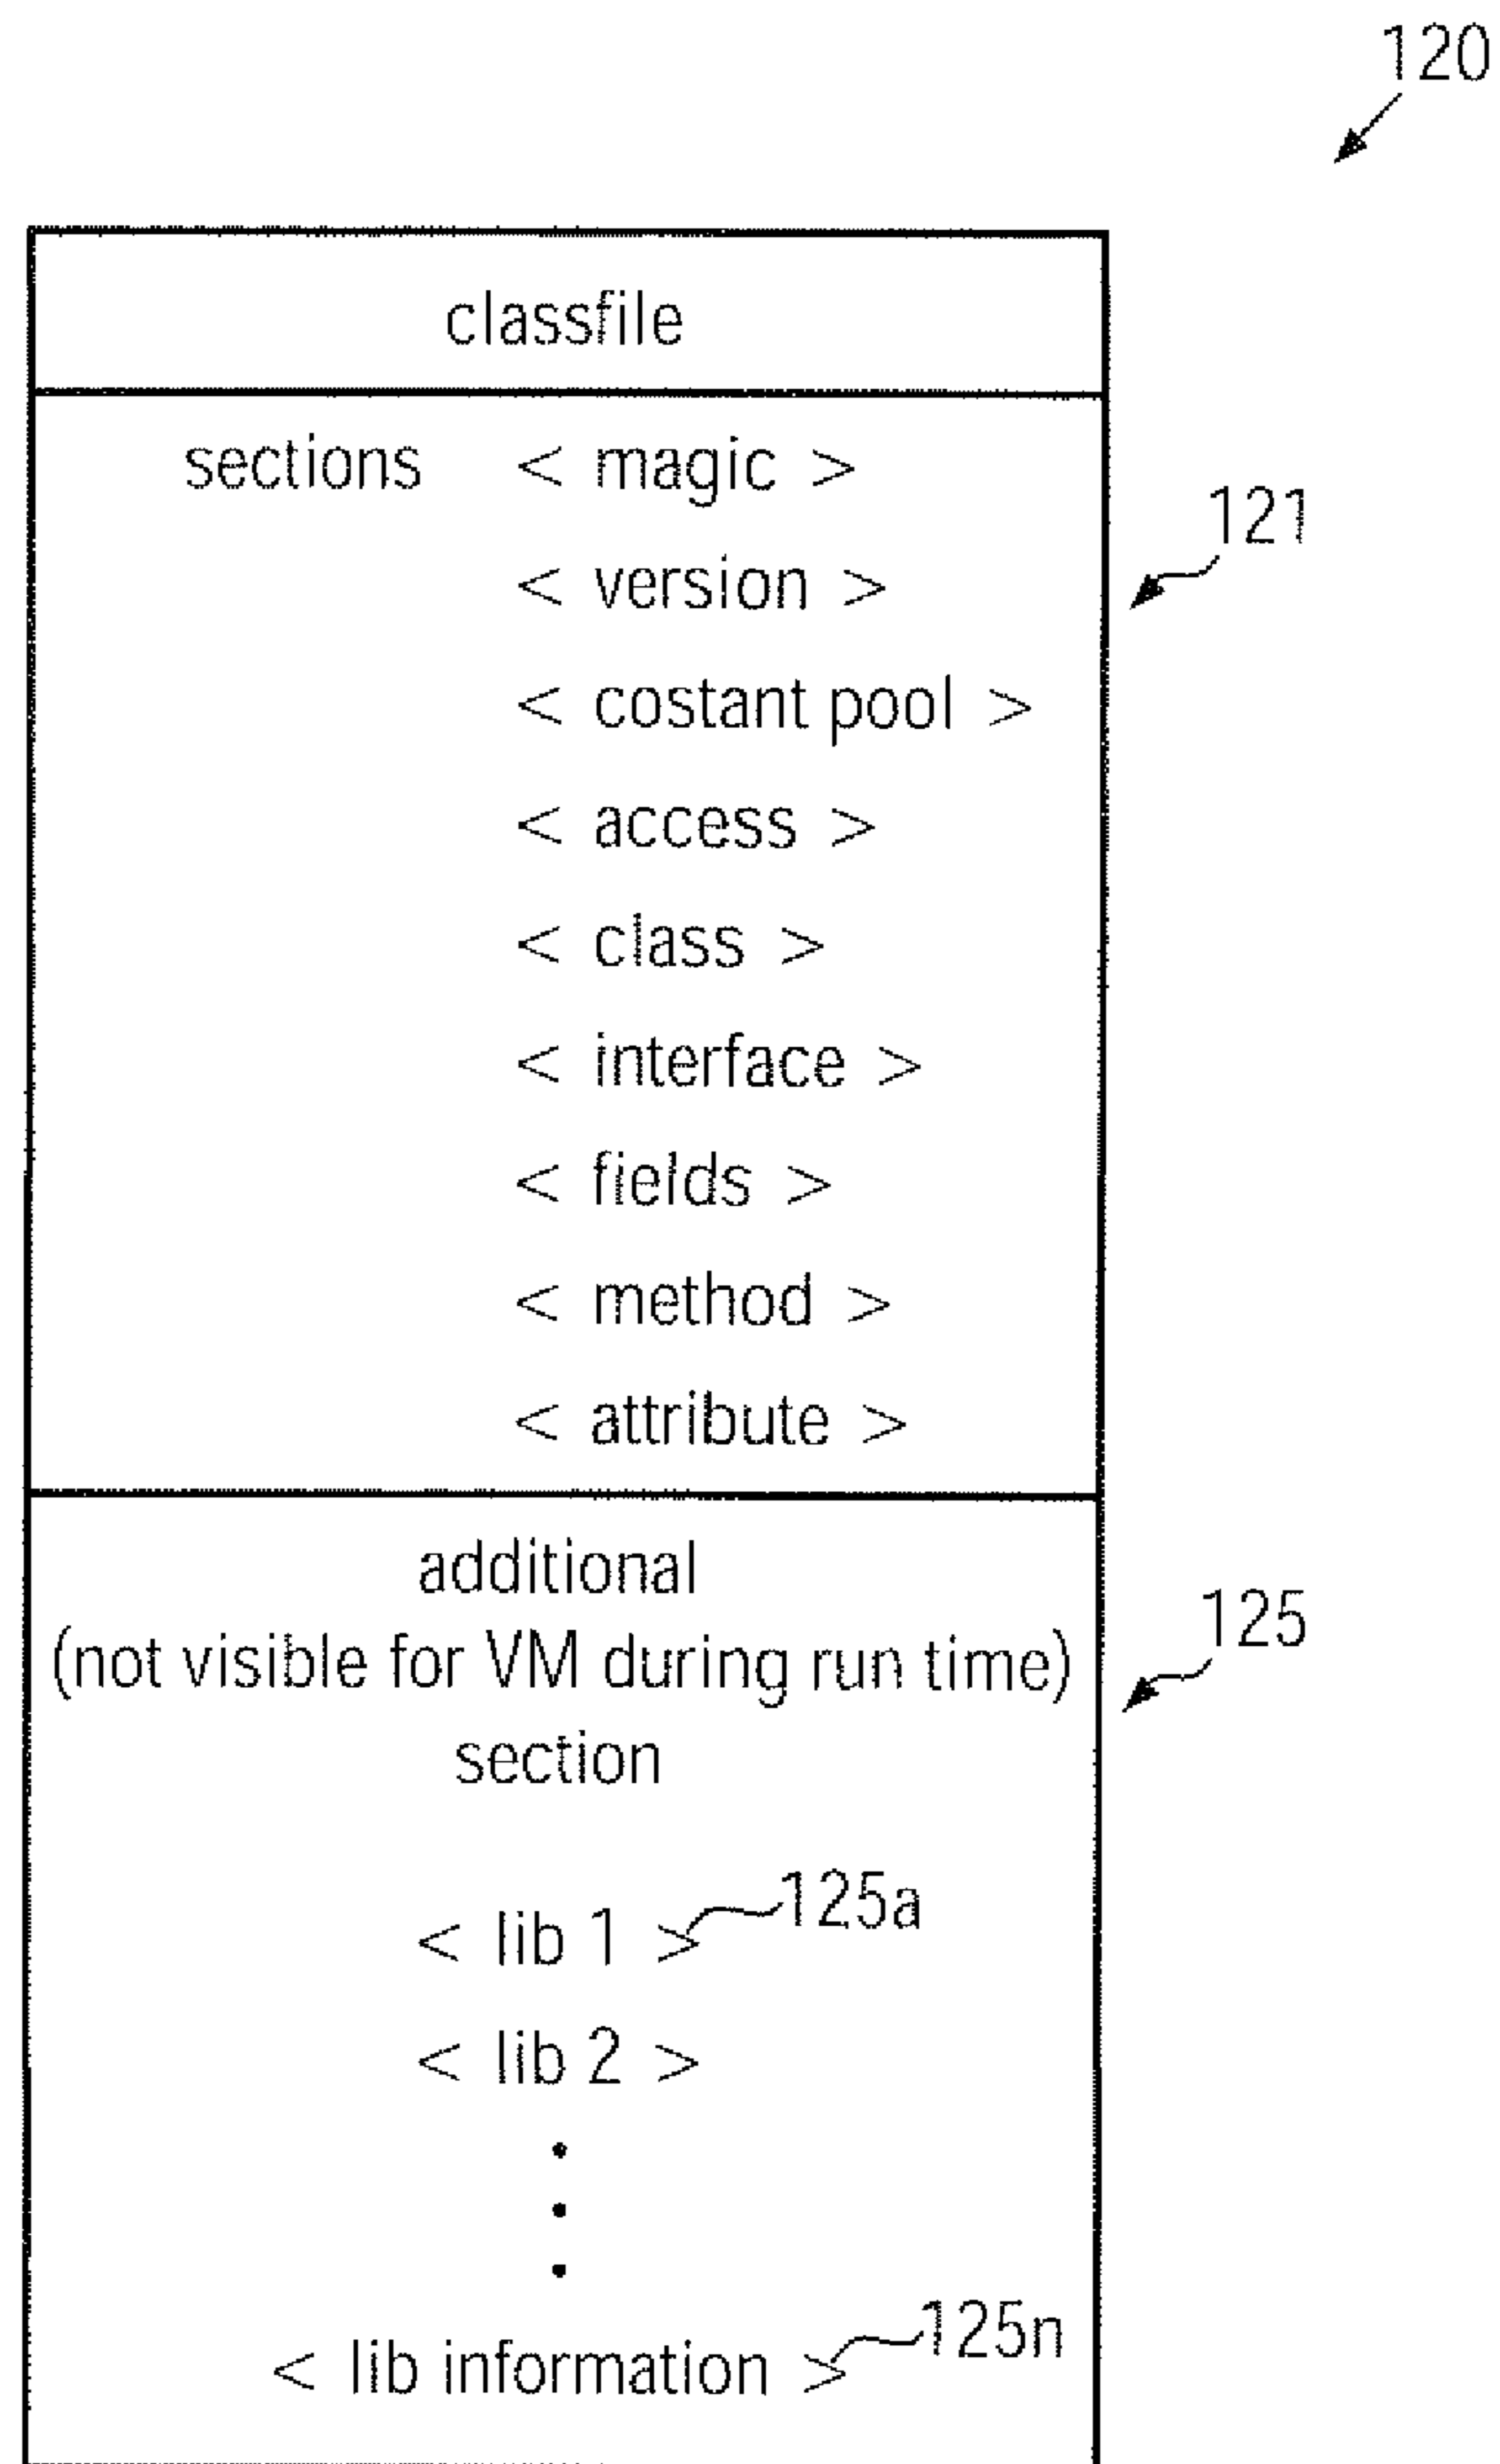 120
classfile
sections < magic >
121
< version >
< costant pool >
< access >
< class >
< interface >
< fields >
< method >
< attribute >
additional
125
(not visible for VM during run time)
section
< lib 1 > 125a
< lib 2 >
< lib information > 125n